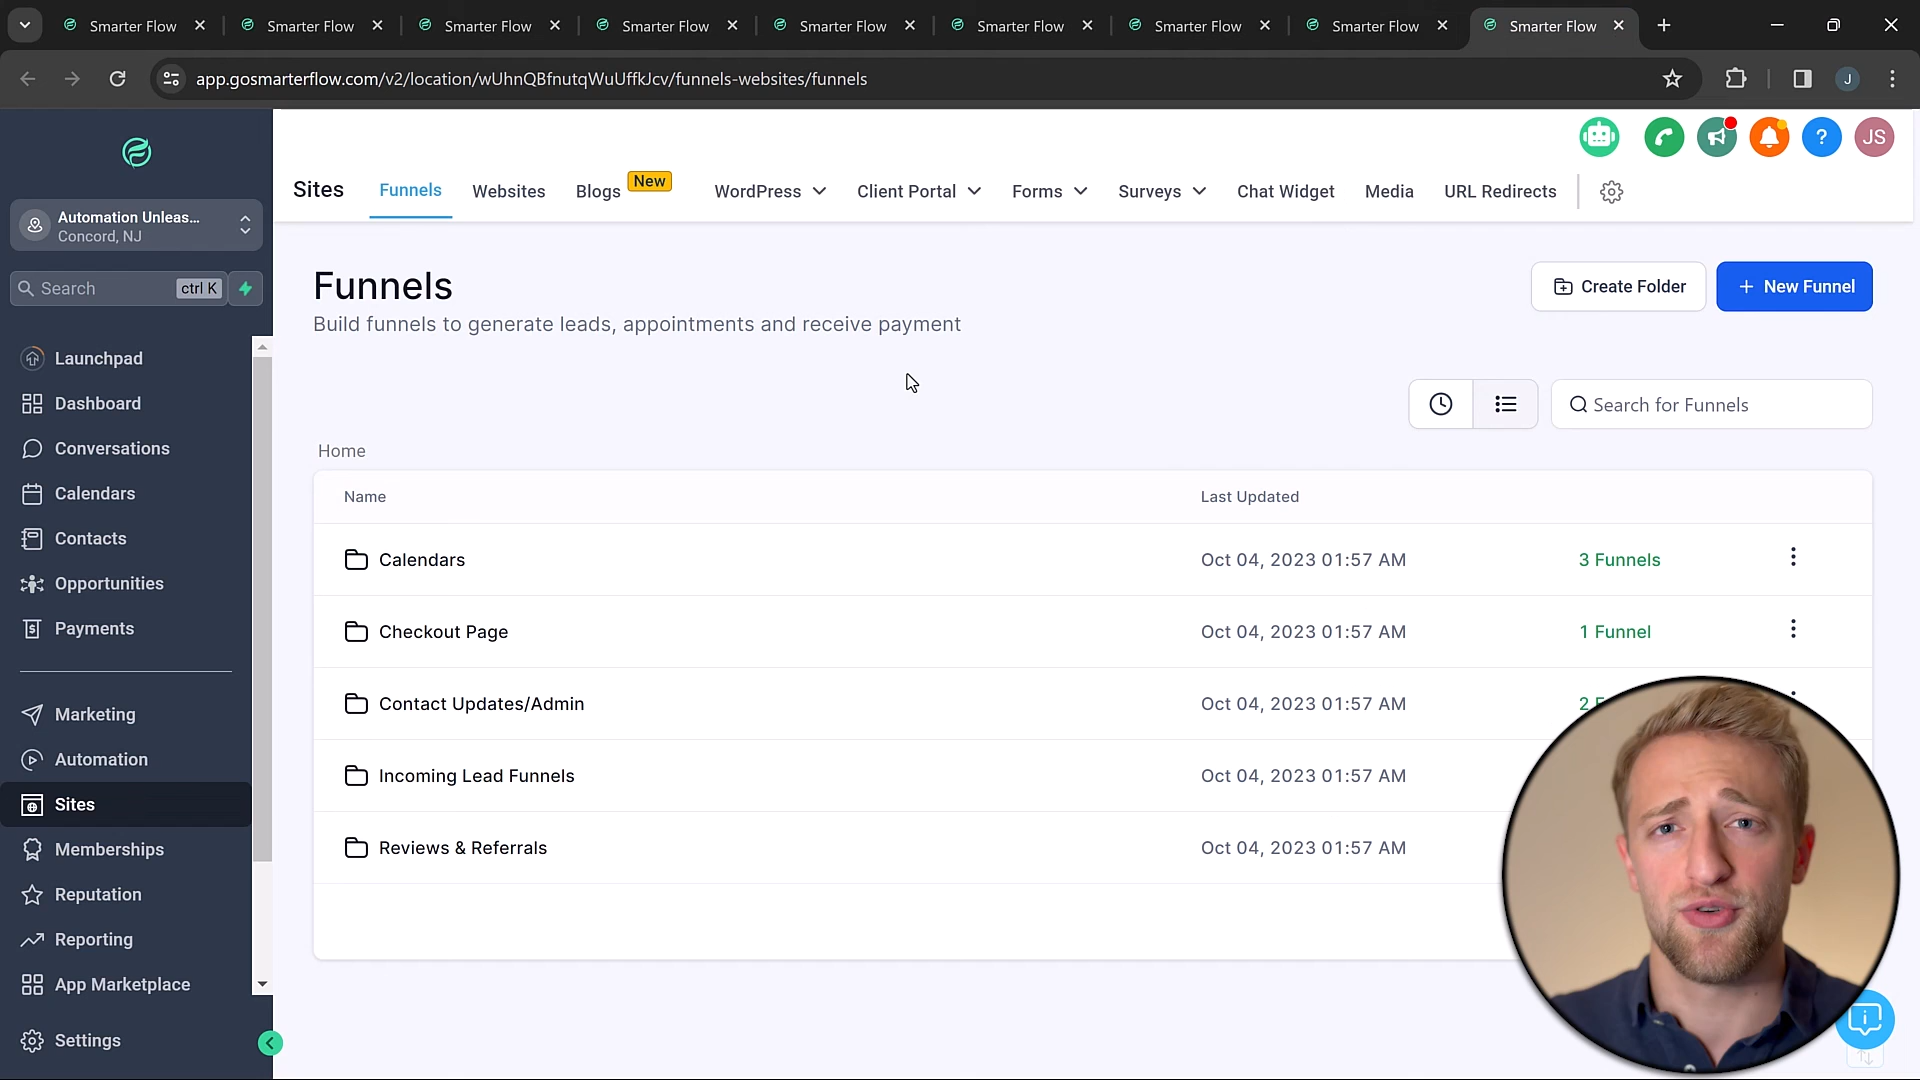 Smarter Flow
Smarter Flow
Smarter Flow
Smarter Flow
Smarter Flow
Smarter Flow
Smarter Flow
Smarter Flow
Smarter Flow
app.gosmarterflow.com/v2/location/wUhnQBfnutqWuUffkJcv/funnels-websites/funnels
J
JS
Automation Unleas...
Concord, NJ
Search ctrl K
Launchpad
Dashboard
Conversations
Calendars
Contacts
Opportunities
Payments
Marketing
Automation
Sites
Memberships
Reputation
Reporting
App Marketplace
Settings
Sites Funnels Websites Blogs New WordPress Client Portal Forms Surveys Chat Widget Media URL Redirects
Funnels
Build funnels to generate leads, appointments and receive payment
Create Folder
+ New Funnel
Search for Funnels
Home
Name Last Updated
Calendars Oct 04, 2023 01:57 AM 3 Funnels
Checkout Page Oct 04, 2023 01:57 AM 1 Funnel
Contact Updates/Admin Oct 04, 2023 01:57 AM 2
Incoming Lead Funnels Oct 04, 2023 01:57 AM
Reviews & Referrals Oct 04, 2023 01:57 AM